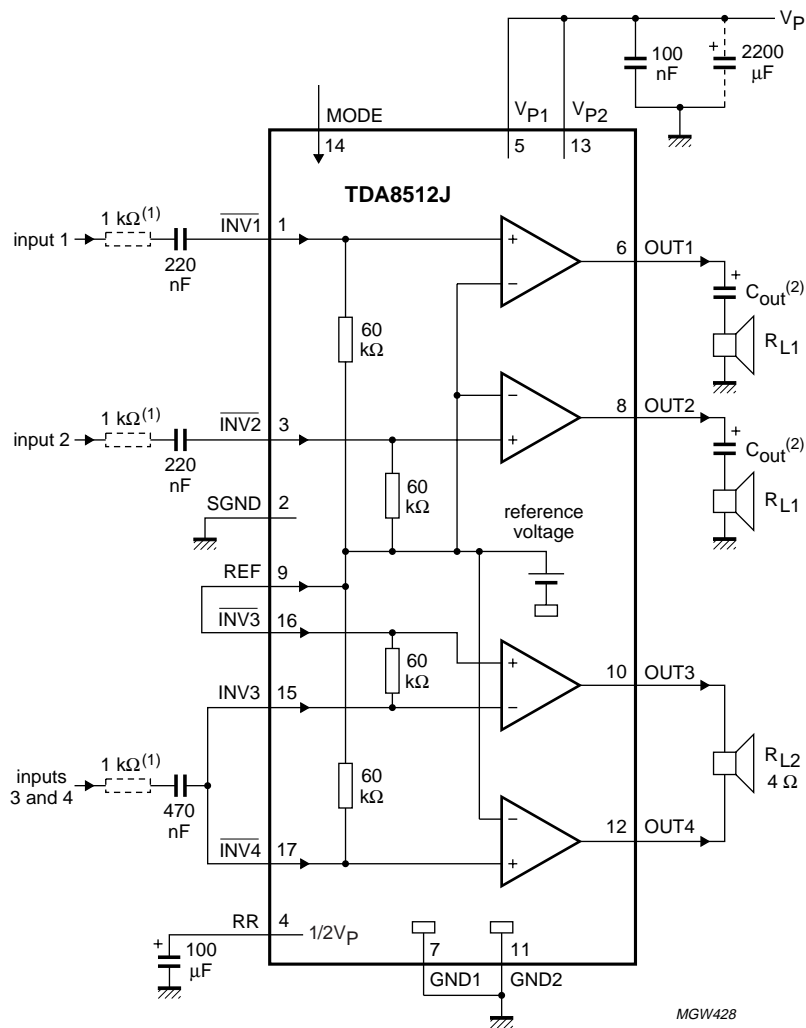 VP
100
nF
+
2200
μF
VP1
VP2
MODE
14
5
13
TDA8512J
input 1
1 kΩ(1)
220
nF
INV1
1
+
−
6
OUT1
+
Cout(2)
RL1
60
kΩ
input 2
1 kΩ(1)
220
nF
INV2
3
−
+
8
OUT2
+
Cout(2)
RL1
60
kΩ
SGND
2
reference
voltage
REF
9
INV3
16
60
kΩ
+
−
10
OUT3
INV3
15
inputs
3 and 4
1 kΩ(1)
470
nF
60
kΩ
RL2
4 Ω
INV4
17
−
+
12
OUT4
RR
4
1/2VP
+
100
μF
7
11
GND1
GND2
MGW428